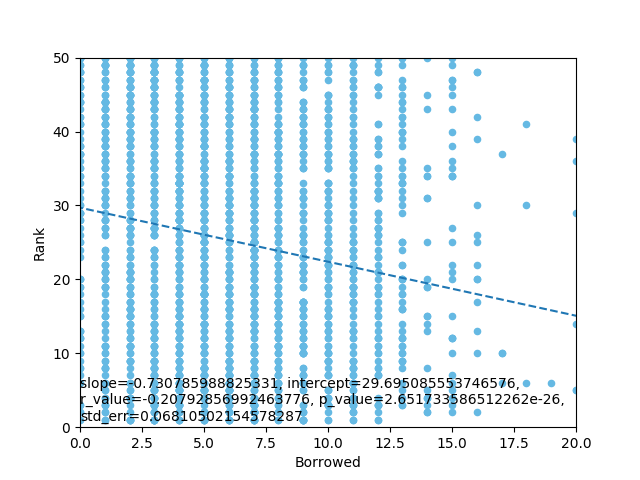 50
40
30
20
10
0
Rank
slope=-0.730785988825331, intercept=29.695085553746576,
r_value=-0.20792856992463776, p_value=2.651733586512262e-26,
std_err=0.06810502154578287
0.0 2.5 5.0 7.5 10.0 12.5 15.0 17.5 20.0
Borrowed